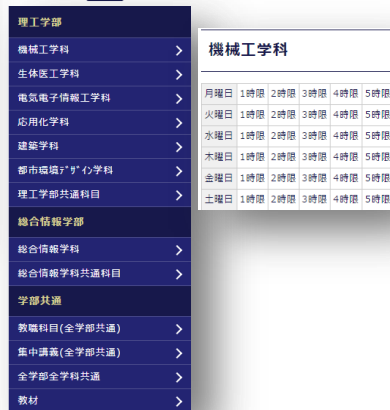 理工学部
機械工学科
生体医工学科
電気電子情報工学科
応用化学科
建築学科
都市環境ﾃﾞｻﾞｲﾝ学科
理工学部共通科目
総合情報学部
総合情報学科
総合情報学科共通科目
学部共通
教職科目(全学部共通)
集中講義(全学部共通)
全学部全学科共通
教材
機械工学科
月曜日 1時限 2時限 3時限 4時限 5時限
火曜日 1時限 2時限 3時限 4時限 5時限
水曜日 1時限 2時限 3時限 4時限 5時限
木曜日 1時限 2時限 3時限 4時限 5時限
金曜日 1時限 2時限 3時限 4時限 5時限
土曜日 1時限 2時限 3時限 4時限 5時限